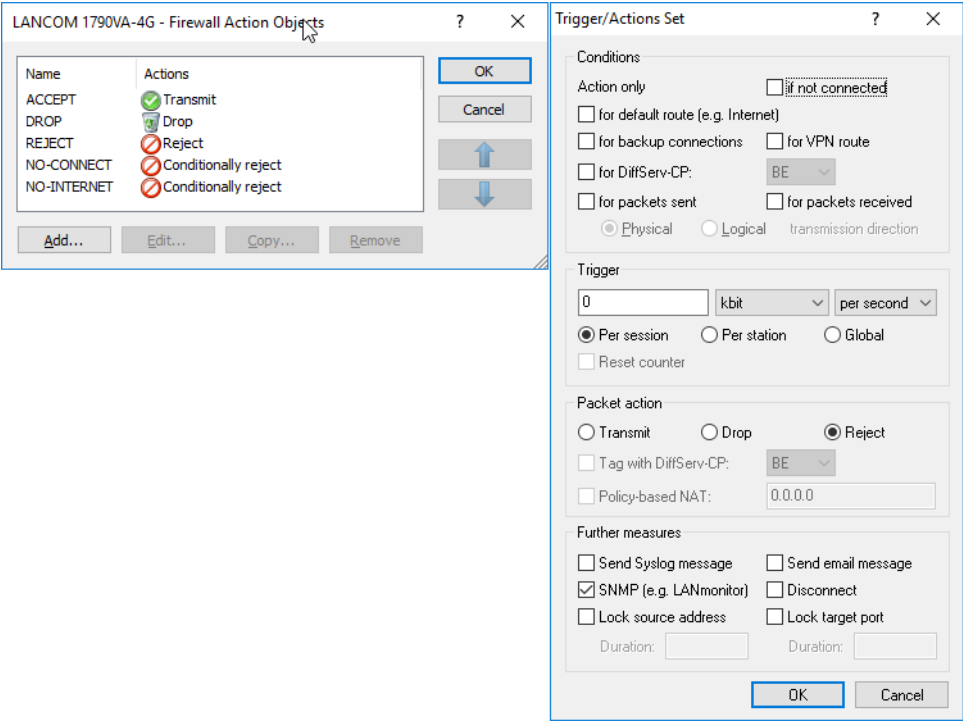 LANCOM 1790VA-4G - Firewall Action Objects ?
Name Actions
ACCEPT Transmit
DROP Drop
REJECT Reject
NO-CONNECT Conditionally reject
NO-INTERNET Conditionally reject
OK
Cancel
Add... Edit... Copy... Remove
Trigger/Actions Set ?
Conditions
Action only if not connected
for default route (e.g. Internet)
for backup connections for VPN route
for DiffServ-CP: BE
for packets sent for packets received
Physical Logical transmission direction
Trigger
0 kbit per second
Per session Per station Global
Reset counter
Packet action
Transmit Drop Reject
Tag with DiffServ-CP: BE
Policy-based NAT: 0.0.0.0
Further measures
Send Syslog message Send email message
SNMP (e.g. LANmonitor) Disconnect
Lock source address Lock target port
Duration: Duration:
OK Cancel